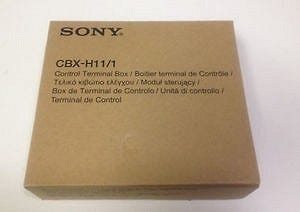 SONY
CBX-H11/1
Control Terminal Box / Boîtier terminal de Contrôle /
Τελικό κιβώτιο ελέγχου / Moduł sterujący /
Box de Terminal de Controlo / Unità di controllo /
Terminal de Control